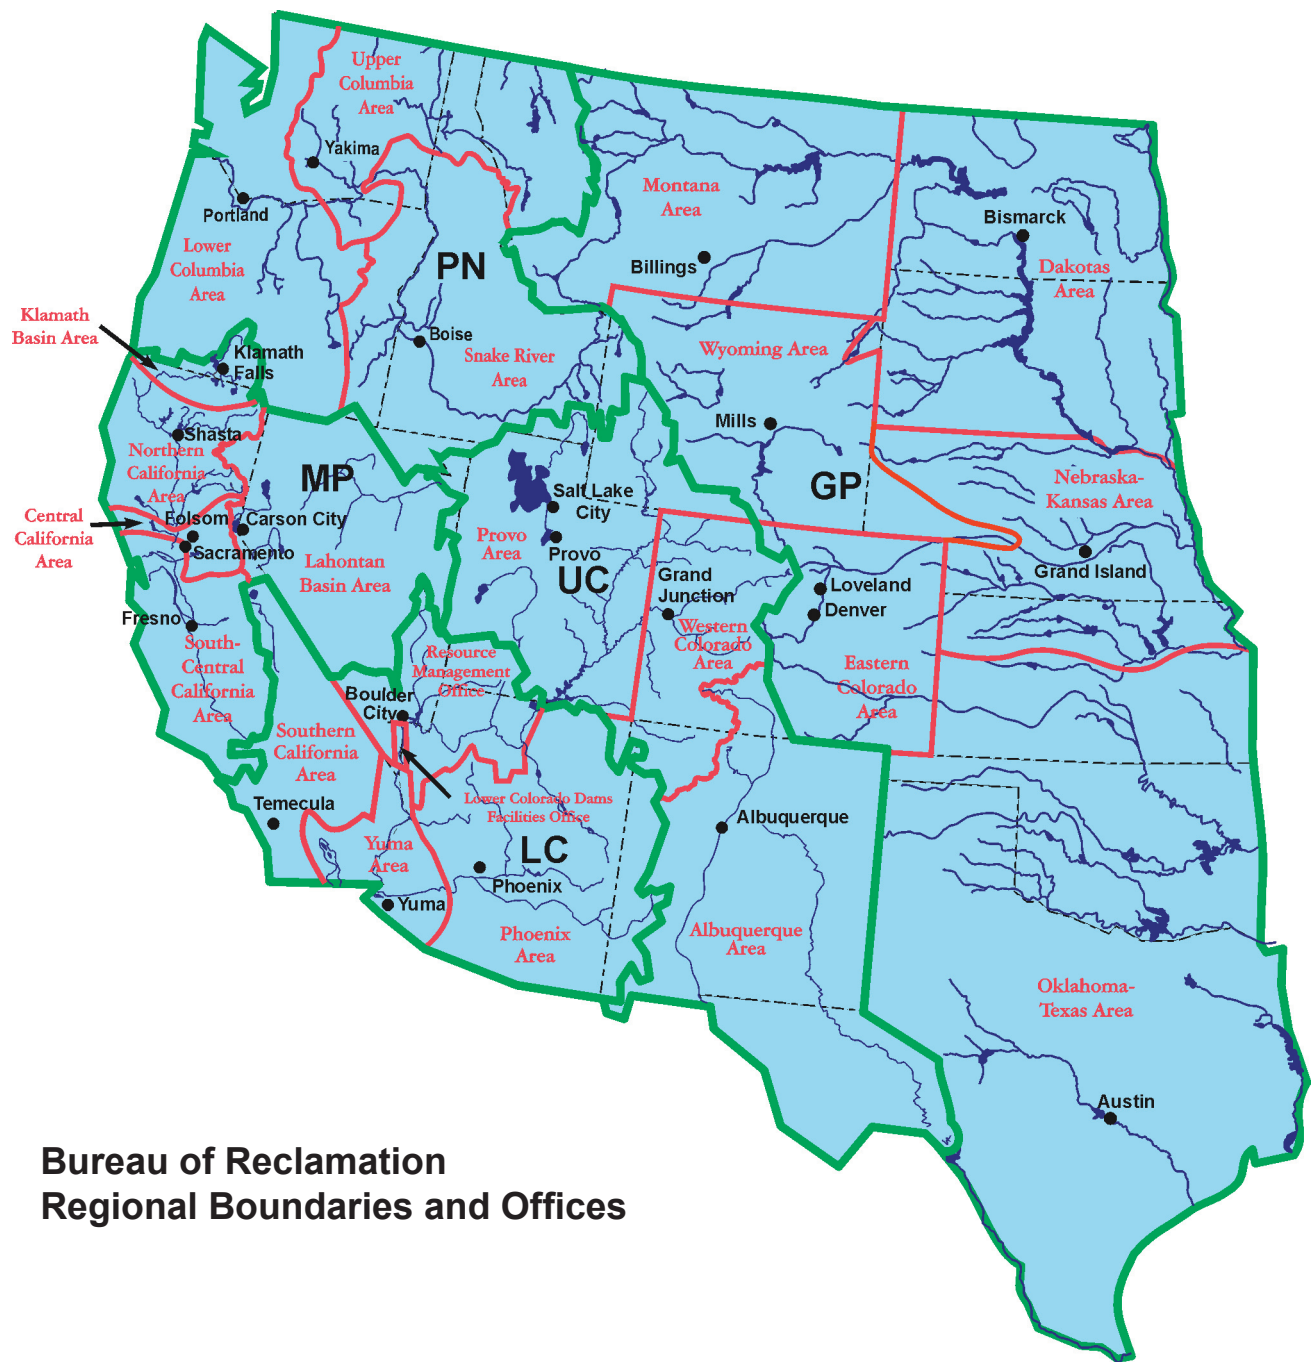 Upper
Columbia
Area
Yakima
Portland
Lower
Columbia
Area
PN
Montana
Area
Billings
Bismarck
Dakotas
Area
Klamath
Basin Area
Klamath
Falls
Boise
Snake River
Area
Wyoming Area
Mills
Shasta
Northern
California
Area
MP
GP
Nebraska-
Kansas Area
Central
California
Area
Folsom
Carson City
Sacramento
Lahontan
Basin Area
Salt Lake
City
Provo
Area
Provo
UC
Grand
Junction
Western
Colorado
Area
Loveland
Denver
Grand Island
Fresno
South-
Central
California
Area
Resource
Management
Office
Boulder
City
Eastern
Colorado
Area
Southern
California
Area
Temecula
Lower Colorado Dams
Facilities Office
Yuma
Area
LC
Phoenix
Yuma
Phoenix
Area
Albuquerque
Albuquerque
Area
Oklahoma-
Texas Area
Austin
Bureau of Reclamation
Regional Boundaries and Offices